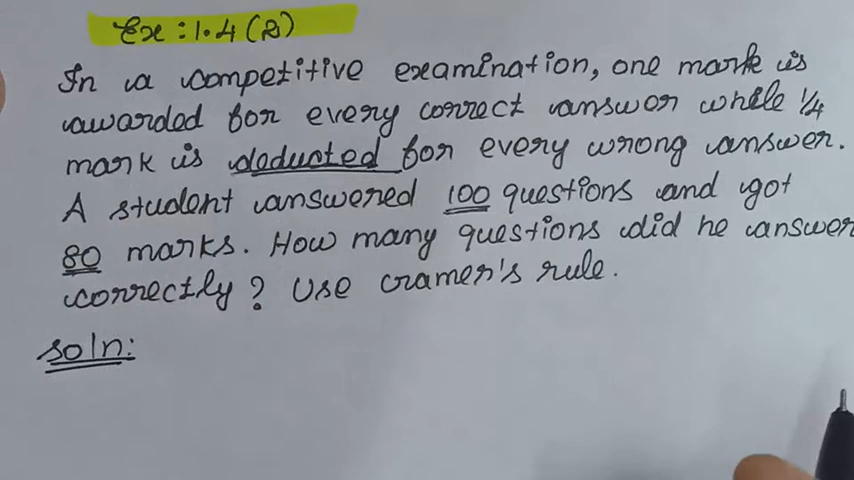 Ex : 1.4 (2)
In a competitive examination, one mark is
awarded for every correct answer while 1/4
mark is deducted for every wrong answer.
A student answered 100 questions and got
80 marks. How many questions did he answer
correctly? Use cramer's rule.
soln: